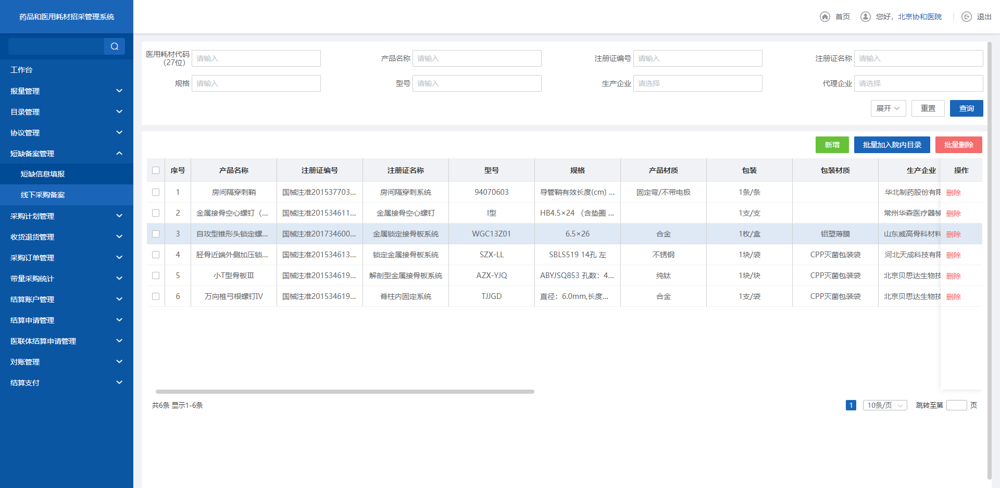 药品和医用耗材招采管理系统
首页
您好，北京协和医院
退出
工作台
报量管理
目录管理
协议管理
短缺备案管理
短缺信息填报
线下采购备案
采购计划管理
收货退货管理
采购订单管理
带量采购统计
结算账户管理
结算申请管理
医联体结算申请管理
对账管理
结算支付
医用耗材代码（27位） 请输入
产品名称 请输入
注册证编号 请输入
注册证名称 请输入
规格 请输入
型号 请输入
生产企业 请选择
代理企业 请选择
展开 重置 查询
新增 批量加入院内目录 批量删除
序号 产品名称 注册证编号 注册证名称 型号 规格 产品材质 包装 包装材质 生产企业 操作
1 房间隔穿刺鞘 国械注准201537703... 房间隔穿刺系统 94070603 导管鞘有效长度(cm) ... 固定弯/不带电极 1条/条 华北制药股份有限 删除
2 金属接骨空心螺钉（... 国械注准201534611... 金属接骨空心螺钉 I型 HB4.5×24 （含垫圈 ... 1支/支 常州华森医疗器械 删除
3 自攻型锥形头锁定螺... 国械注准201734600... 金属锁定接骨板系统 WGC13Z01 6.5×26 合金 1枚/盒 铝塑薄膜 山东威高骨科材料 删除
4 胫骨近端外侧加压锁... 国械注准201534613... 锁定金属接骨板系统 SZX-LL SBLS519 14孔 左 不锈钢 1块/袋 CPP灭菌包装袋 河北天成科技有限 删除
5 小T型骨板Ⅲ 国械注准201534619... 解剖型金属接骨板系统 AZX-YJQ ABYJSQ853 孔数：4... 纯钛 1块/块 CPP灭菌包装袋 北京贝思达生物技 删除
6 万向椎弓根螺钉IV 国械注准201534619... 脊柱内固定系统 TJJGD 直径：6.0mm,长度... 合金 1支/袋 CPP灭菌包装袋 北京贝思达生物技 删除
共6条 显示1-6条
1 10条/页 跳转至第 页